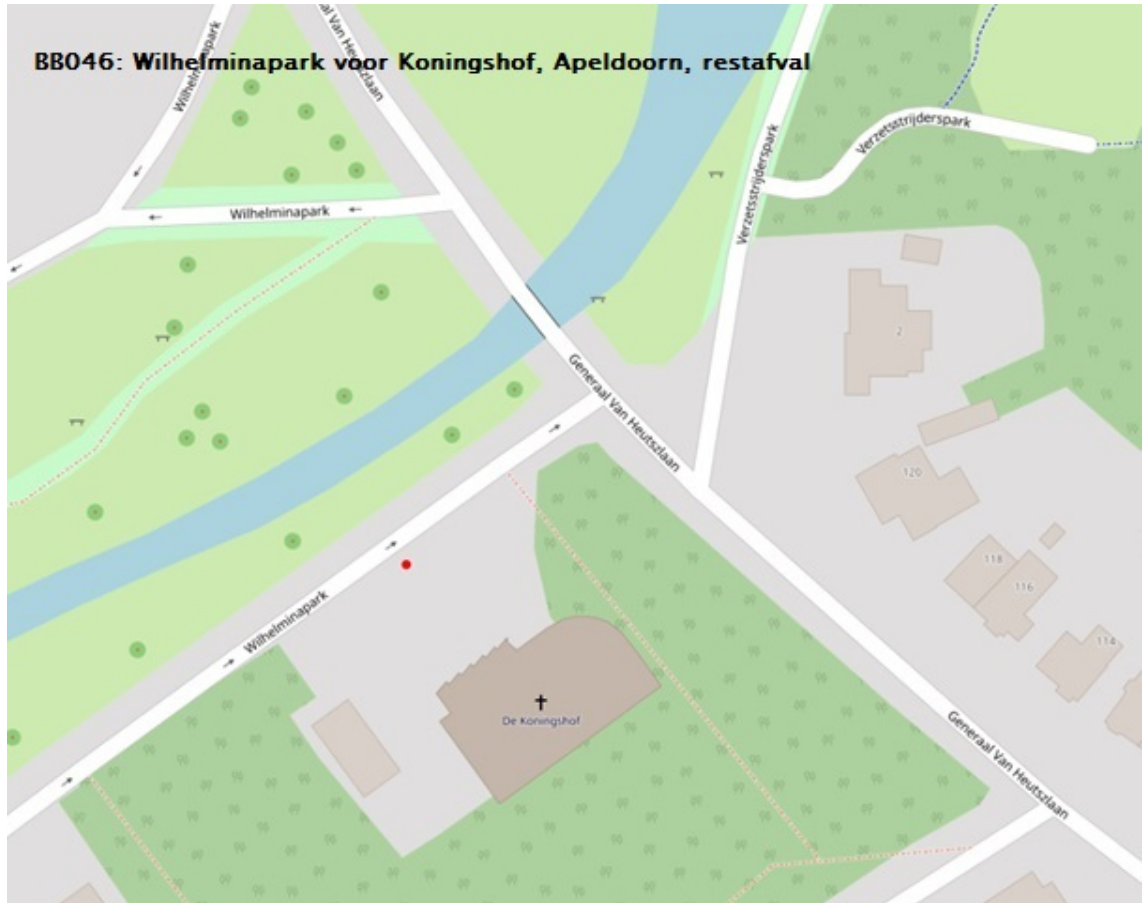 BB046: Wilhelminapark voor Koningshof, Apeldoorn, restafval
Wilhelminapark
al Van Heutszlaan
Verzetsstrijderspark
Verzetsstrijderspark
Wilhelminapark
2
Generaal Van Heutszlaan
120
118
116
Wilhelminapark
114
De Koningshof
Generaal Van Heutszlaan